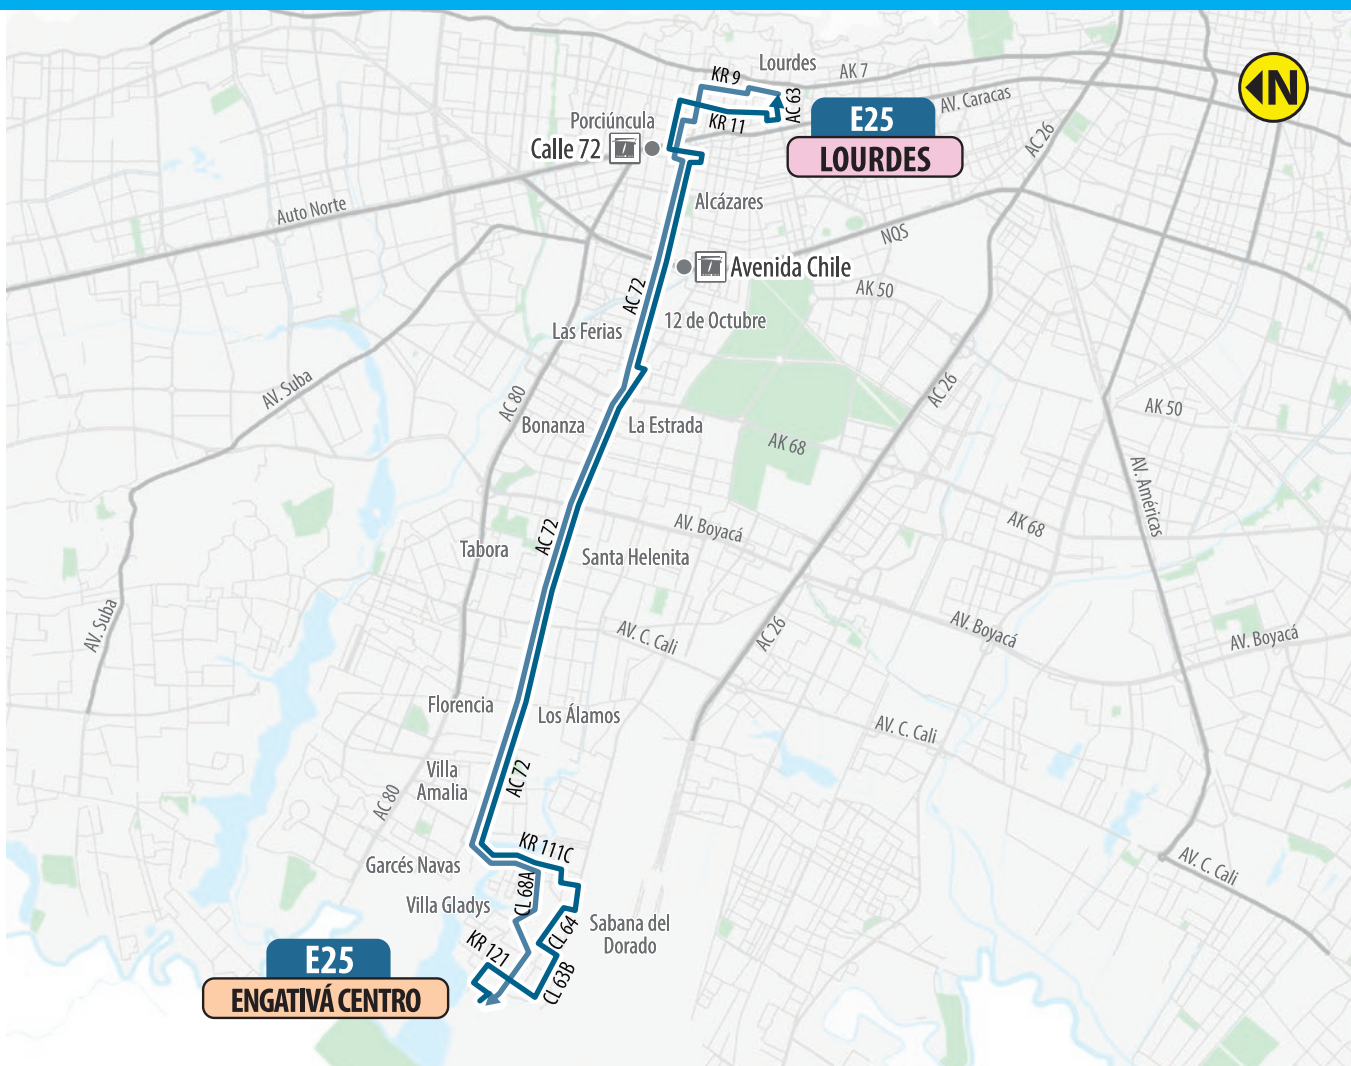 Lourdes
KR 9
AK 7
N
AC 63
AV. Caracas
E25
LOURDES
KR 11
Porciúncula
Calle 72
AC 26
Alcázares
Auto Norte
NQS
Avenida Chile
AK 50
AC 72
12 de Octubre
Las Ferias
AV. Suba
AC 80
AC 26
AK 50
Bonanza
La Estrada
AK 68
AV. Américas
AV. Boyacá
AK 68
AC 72
Tabora
Santa Helenita
AV. Suba
AV. C. Cali
AC 26
AV. Boyacá
AV. Boyacá
Florencia
Los Álamos
AV. C. Cali
Villa
Amalia
AC 72
AC 80
KR 111C
Garcés Navas
AV. C. Cali
CL 68A
Villa Gladys
Sabana del
Dorado
CL 64
KR 121
CL 63B
E25
ENGATIVÁ CENTRO